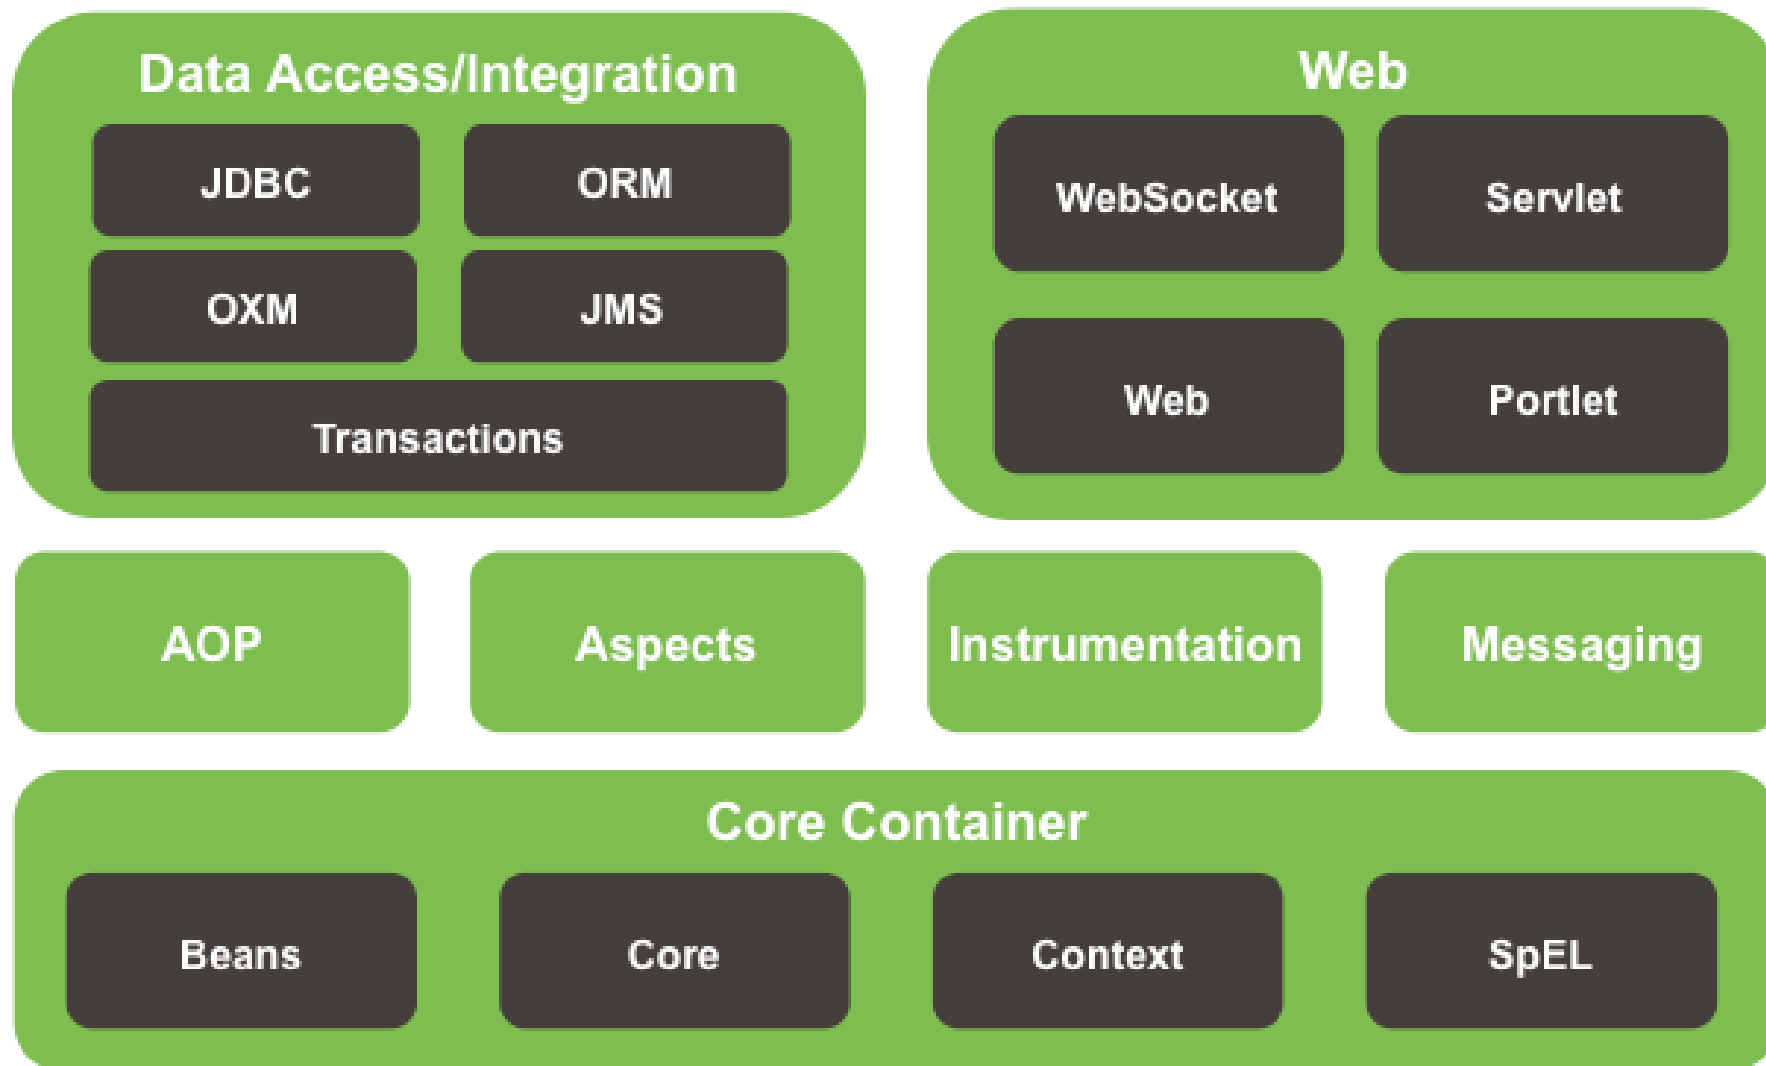 Data Access/Integration
JDBC
ORM
OXM
JMS
Transactions
Web
WebSocket
Servlet
Web
Portlet
AOP
Aspects
Instrumentation
Messaging
Core Container
Beans
Core
Context
SpEL